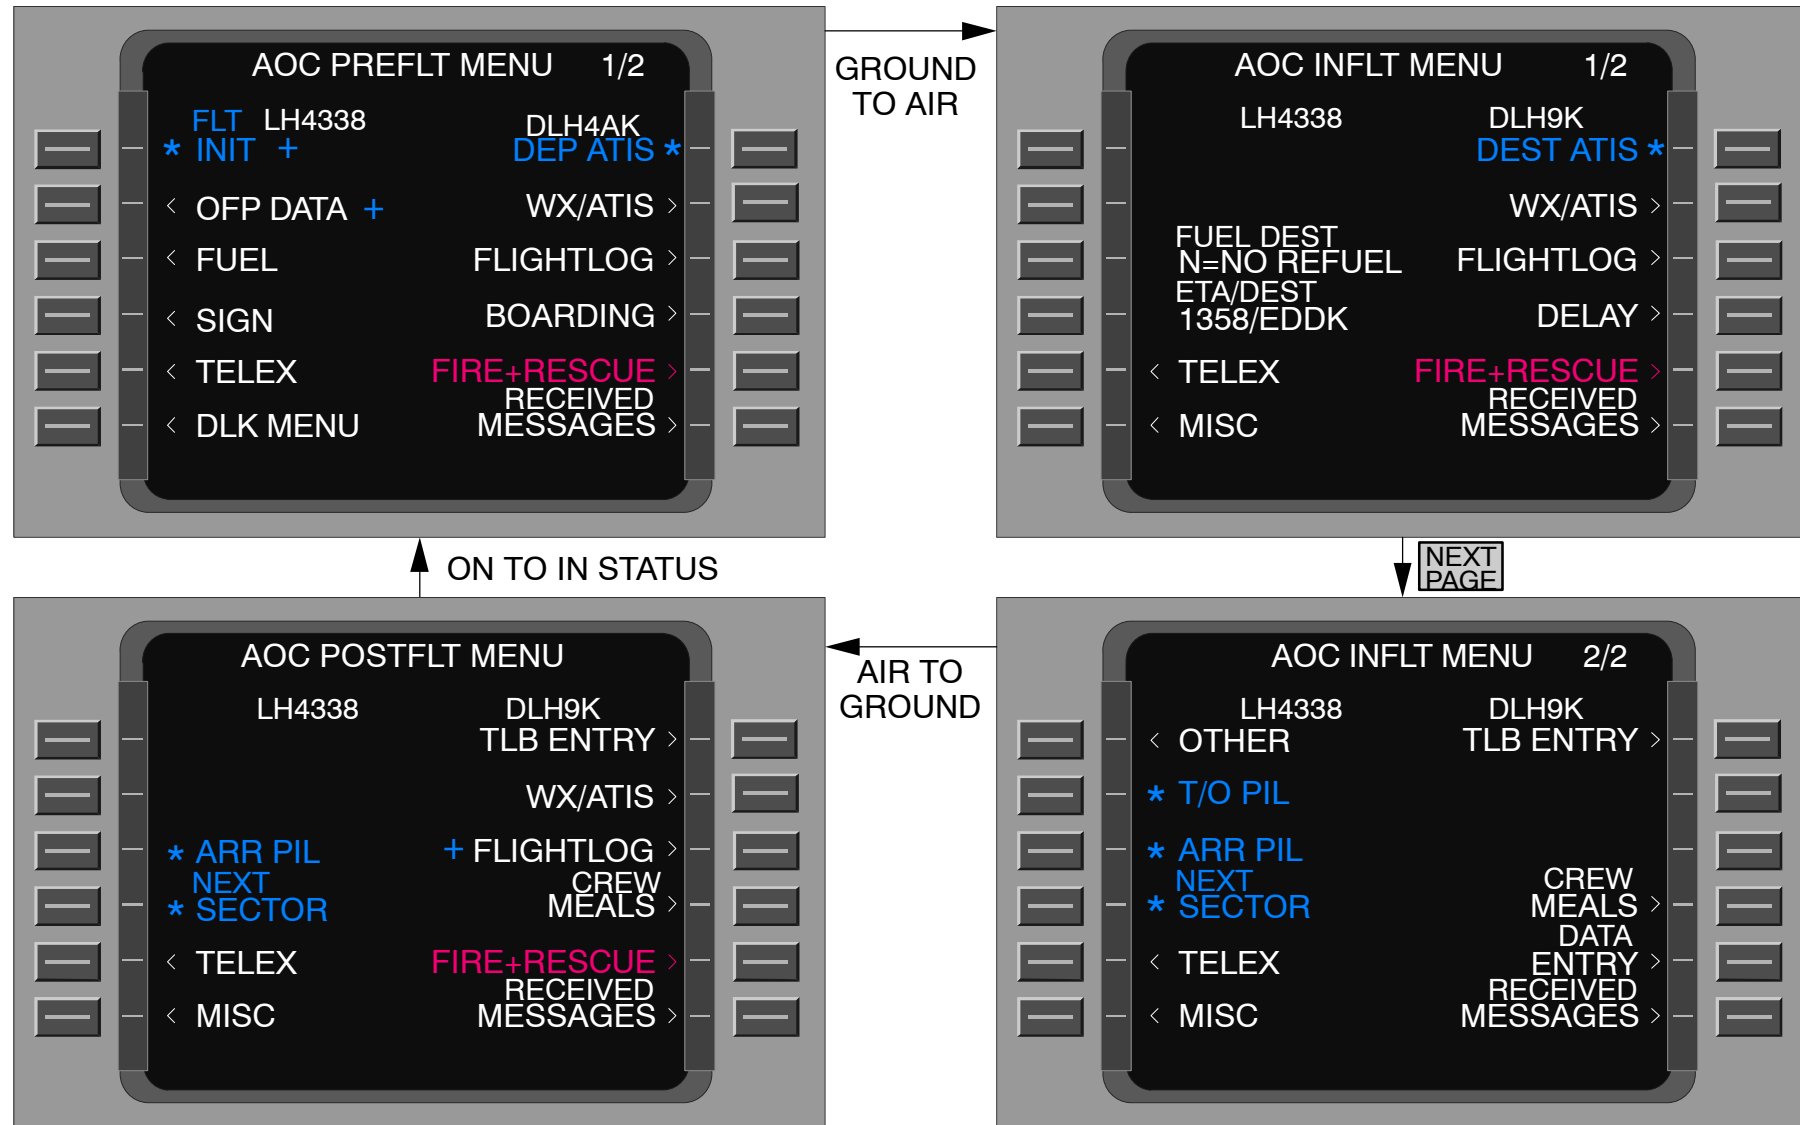 AOC PREFLT MENU 1/2
FLT LH4338 DLH4AK
* INIT + DEP ATIS *
< OFP DATA + WX/ATIS >
< FUEL FLIGHTLOG >
< SIGN BOARDING >
< TELEX FIRE+RESCUE >
RECEIVED
< DLK MENU MESSAGES >
GROUND
TO AIR
AOC INFLT MENU 1/2
LH4338 DLH9K
DEST ATIS *
WX/ATIS >
FUEL DEST
N=NO REFUEL FLIGHTLOG >
ETA/DEST
1358/EDDK DELAY >
< TELEX FIRE+RESCUE >
RECEIVED
< MISC MESSAGES >
ON TO IN STATUS
NEXT
PAGE
AOC POSTFLT MENU
LH4338 DLH9K
TLB ENTRY >
WX/ATIS >
* ARR PIL + FLIGHTLOG >
NEXT CREW
* SECTOR MEALS >
< TELEX FIRE+RESCUE >
RECEIVED
< MISC MESSAGES >
AIR TO
GROUND
AOC INFLT MENU 2/2
LH4338 DLH9K
< OTHER TLB ENTRY >
* T/O PIL
* ARR PIL
NEXT CREW
* SECTOR MEALS >
DATA
< TELEX ENTRY >
RECEIVED
< MISC MESSAGES >